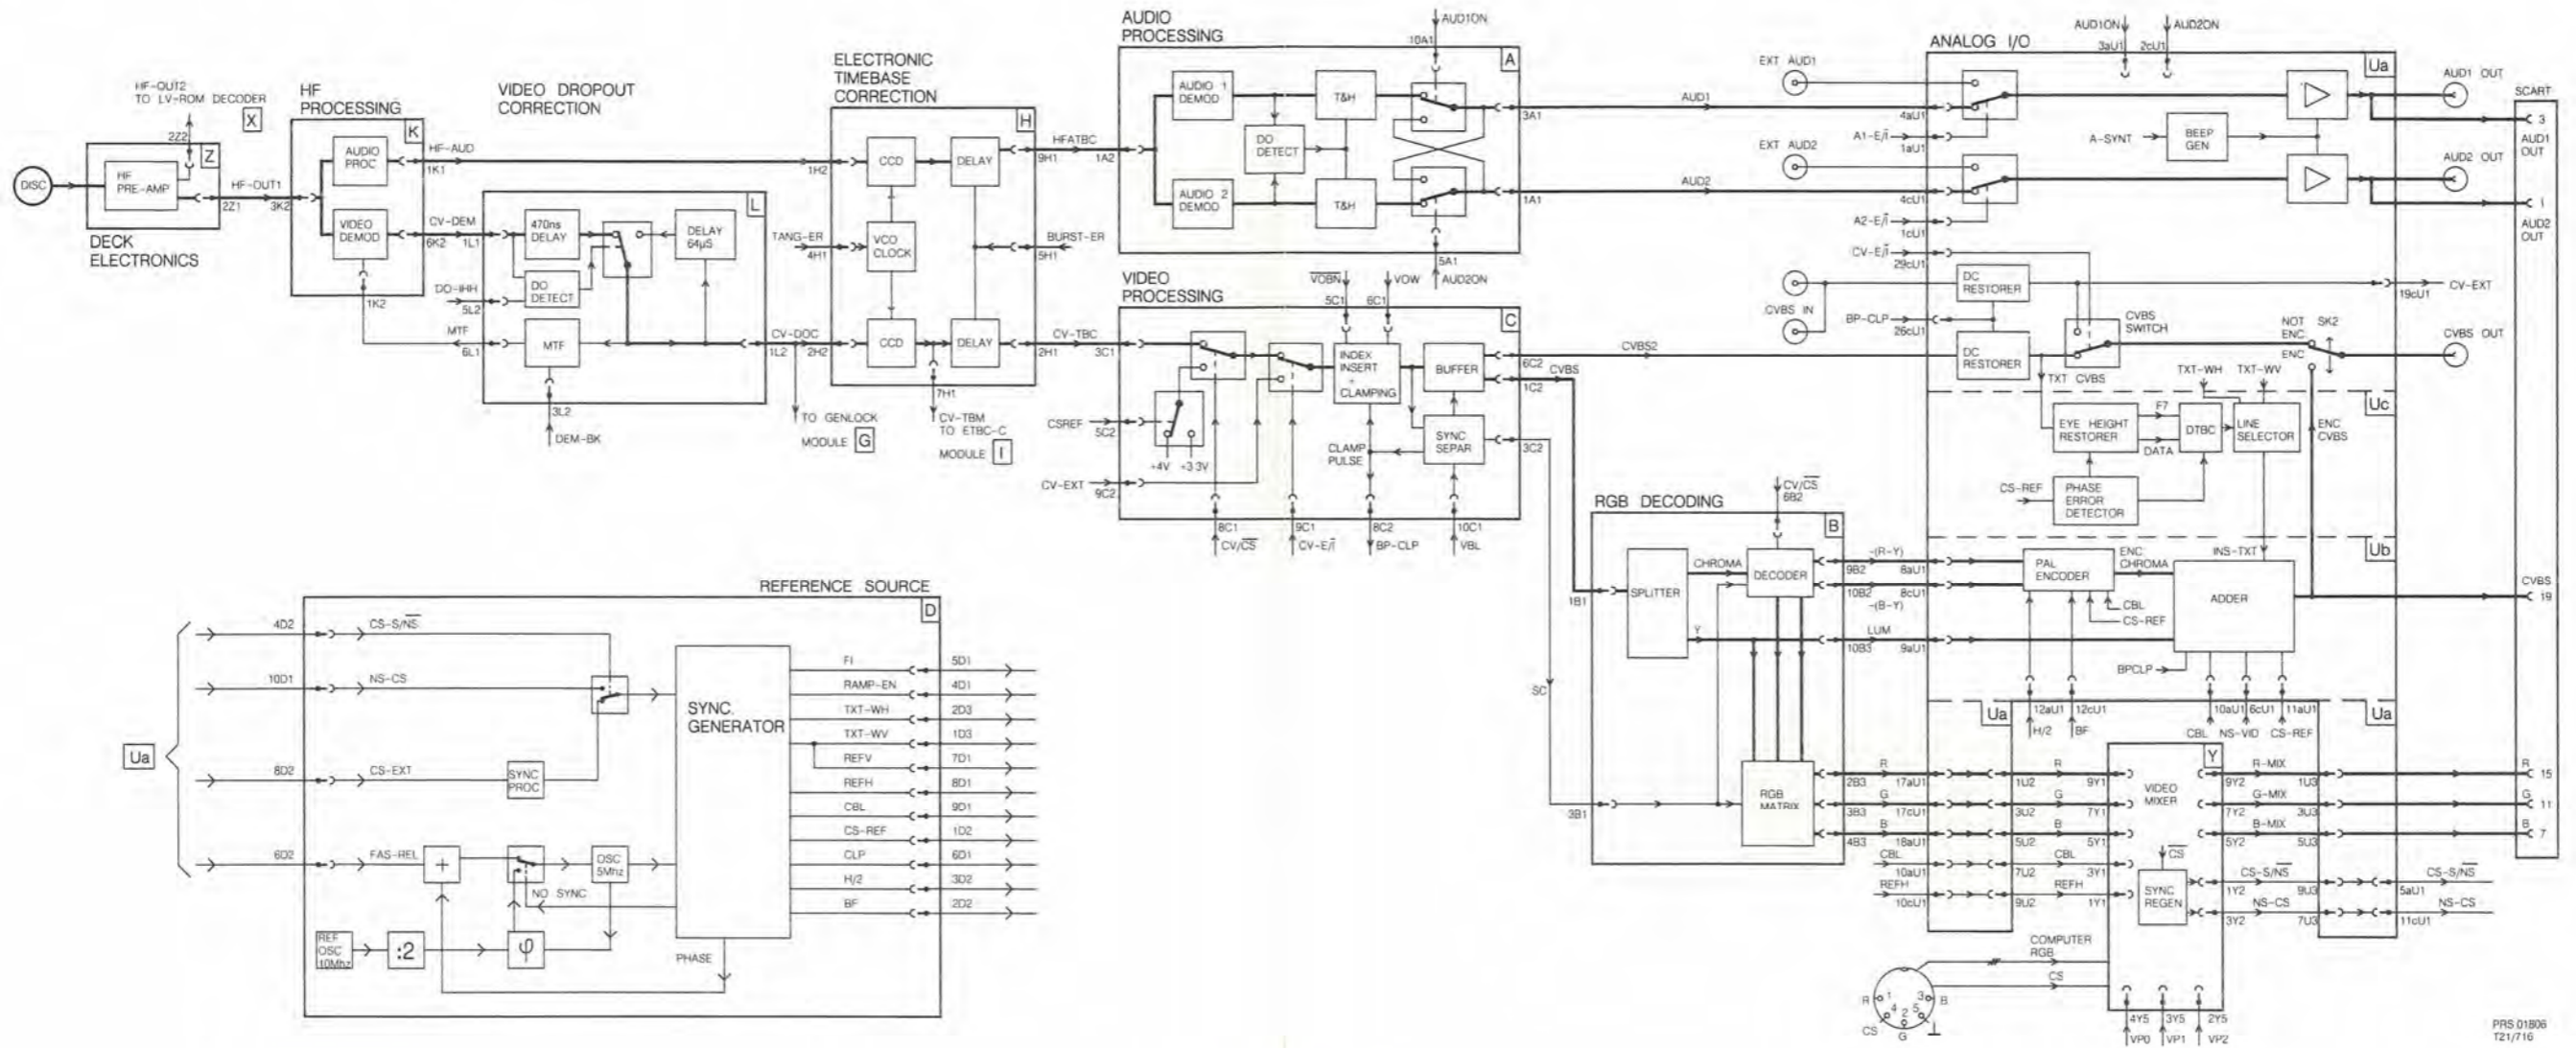 DISC
HF-OUT2
TO LV-ROM DECODER
X
2Z2
Z
HF
PRE-AMP
2Z1
DECK
ELECTRONICS
HF-OUT1
3K2
HF
PROCESSING
K
AUDIO
PROC
VIDEO
DEMOD
HF-AUD
1K1
CV-DEM
6K2
1K2
MTF
6L1
VIDEO DROPOUT
CORRECTION
L
1L1
470ns
DELAY
DELAY
64µS
DO
DETECT
DO-IHH
5L2
MTF
3L2
DEM-BK
CV-DOC
1L2
2H2
TO GENLOCK
MODULE G
ELECTRONIC
TIMEBASE
CORRECTION
H
1H2
CCD
DELAY
VCO
CLOCK
TANG-ER
4H1
BURST-ER
5H1
CCD
DELAY
7H1
CV-TBM
TO ETBC-C
MODULE I
HFATBC
9H1
1A2
CV-TBC
2H1
3C1
AUDIO
PROCESSING
A
10A1
AUD1ON
AUDIO 1
DEMOD
T&H
DO
DETECT
AUDIO 2
DEMOD
T&H
3A1
AUD1
1A1
AUD2
5A1
AUD2ON
VIDEO
PROCESSING
C
VOBN
5C1
VOW
6C1
INDEX
INSERT
+
CLAMPING
BUFFER
SYNC
SEPAR
CLAMP
PULSE
CSREF
5C2
+4V
+3.3V
CV-EXT
9C2
8C1
CV/CS
9C1
CV-E/I
8C2
BP-CLP
10C1
VBL
6C2
CVBS2
1C2
CVBS
3C2
SC
RGB DECODING
B
CV/CS
6B2
1B1
SPLITTER
CHROMA
DECODER
Y
RGB
MATRIX
3B1
9B2
-(R-Y)
8aU1
10B2
-(B-Y)
8cU1
10B3
LUM
9aU1
2B3
R
17aU1
3B3
G
17cU1
4B3
B
18aU1
CBL
10aU1
REFH
10cU1
ANALOG I/O
Ua
EXT AUD1
EXT AUD2
4aU1
A1-E/I
1aU1
4cU1
A2-E/I
1cU1
CV-E/I
29cU1
AUD1ON
3aU1
2cU1
AUD2ON
A-SYNT
BEEP
GEN
AUD1 OUT
AUD2 OUT
CVBS IN
BP-CLP
26cU1
DC
RESTORER
DC
RESTORER
CVBS
SWITCH
NOT
ENC
SK2
ENC
19cU1
CV-EXT
CVBS OUT
TXT CVBS
TXT-WH
TXT-WV
Uc
EYE HEIGHT
RESTORER
F7
DATA
DTBC
LINE
SELECTOR
ENC
CVBS
CS-REF
PHASE
ERROR
DETECTOR
Ub
INS-TXT
PAL
ENCODER
ENC
CHROMA
ADDER
CBL
CS-REF
BPCLP
Ua
12aU1
12cU1
H/2
BF
10aU1
6cU1
11aU1
CBL
NS-VID
CS-REF
Ua
Y
VIDEO
MIXER
1U2
R
9Y1
3U2
G
7Y1
5U2
B
5Y1
7U2
CBL
3Y1
9U2
REFH
1Y1
CS
SYNC
REGEN
9Y2
R-MIX
1U3
7Y2
G-MIX
3U3
5Y2
B-MIX
5U3
1Y2
CS-S/NS
9U3
3Y2
NS-CS
7U3
5aU1
CS-S/NS
11cU1
NS-CS
COMPUTER
RGB
CS
R 1
3 B
4 2 5
CS
G
4Y5
3Y5
2Y5
VP0
VP1
VP2
SCART
3
AUD1
OUT
1
AUD2
OUT
CVBS
19
R
15
G
11
B
7
REFERENCE SOURCE
D
Ua
4D2
CS-S/NS
10D1
NS-CS
8D2
CS-EXT
SYNC
PROC
6D2
FAS-REL
+
NO SYNC
OSC
5Mhz
REF
OSC
10Mhz
:2
φ
PHASE
SYNC.
GENERATOR
FI
5D1
RAMP-EN
4D1
TXT-WH
2D3
TXT-WV
1D3
REFV
7D1
REFH
8D1
CBL
9D1
CS-REF
1D2
CLP
6D1
H/2
3D2
BF
2D2
PRS 01806
T21/716